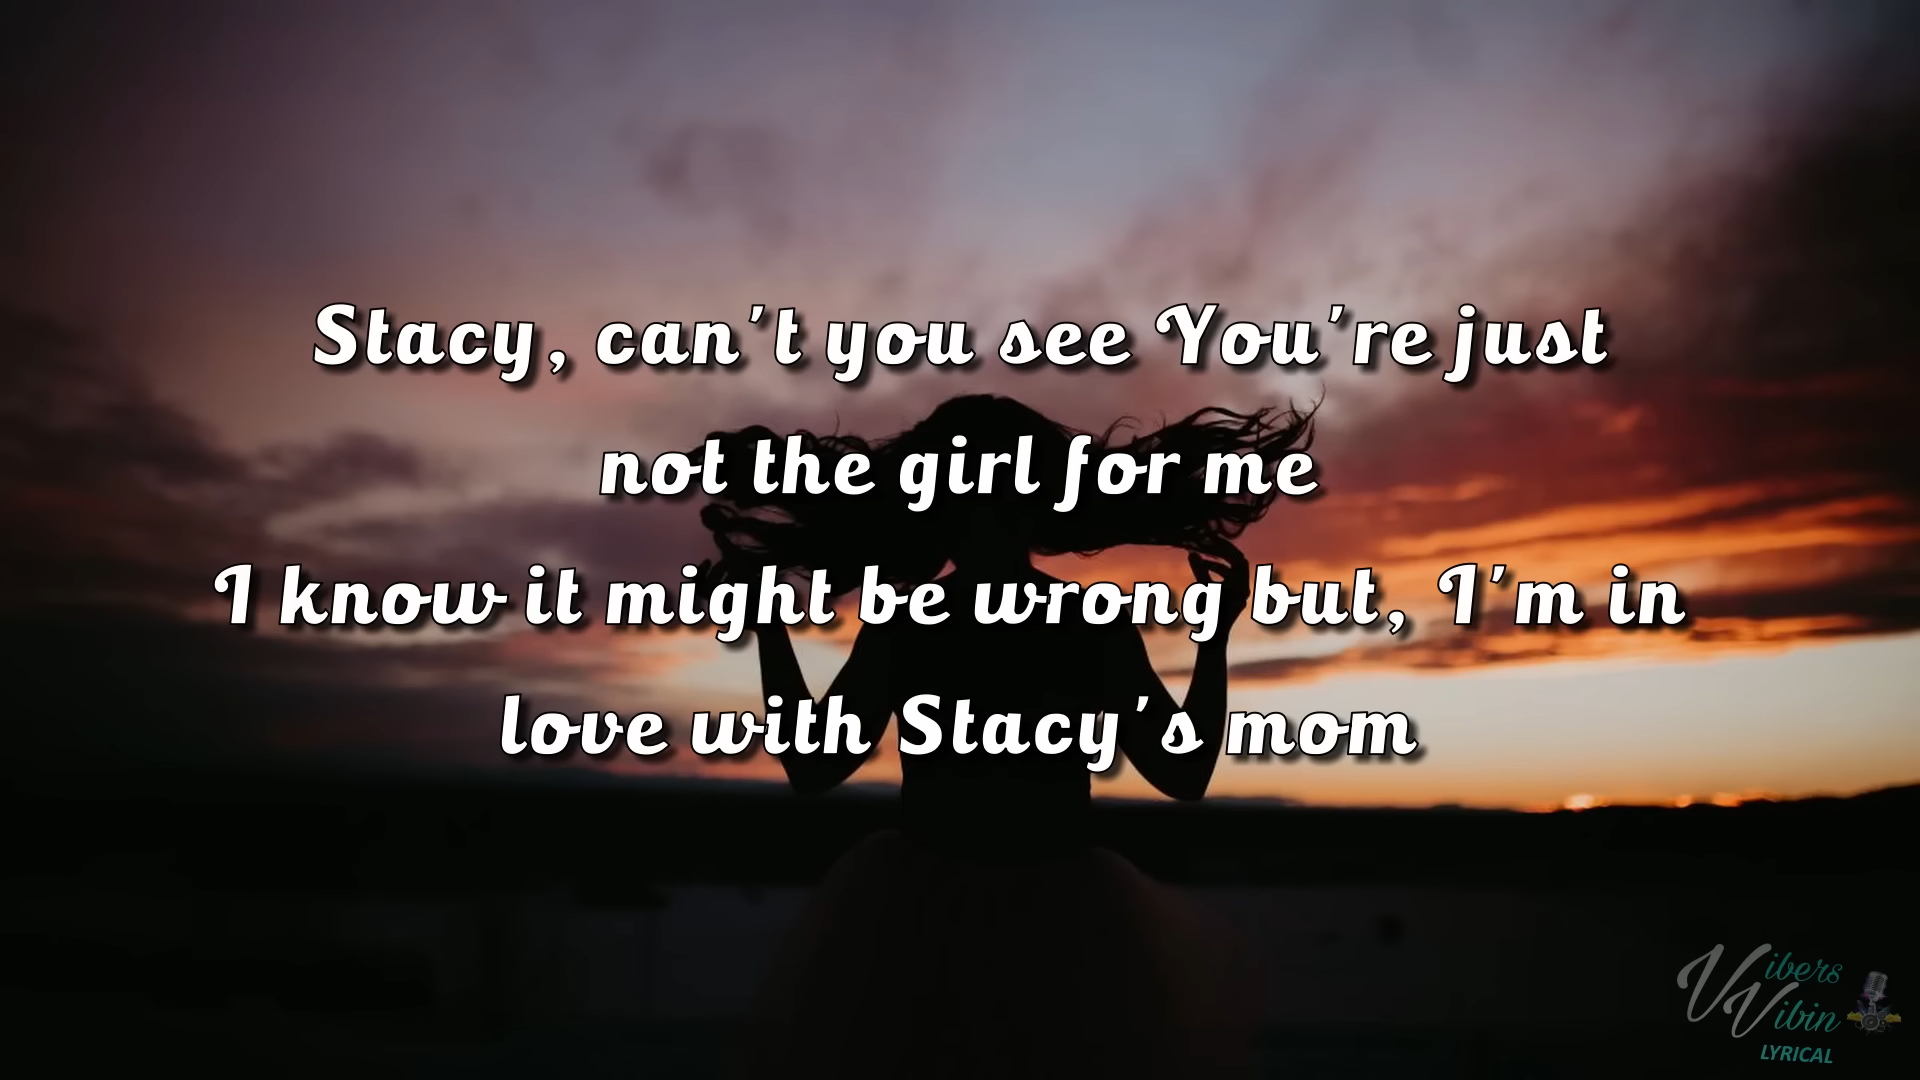 Stacy, can't you see You're just
not the girl for me
I know it might be wrong but, I'm in
love with Stacy's mom
Vibers
Vibin
LYRICAL